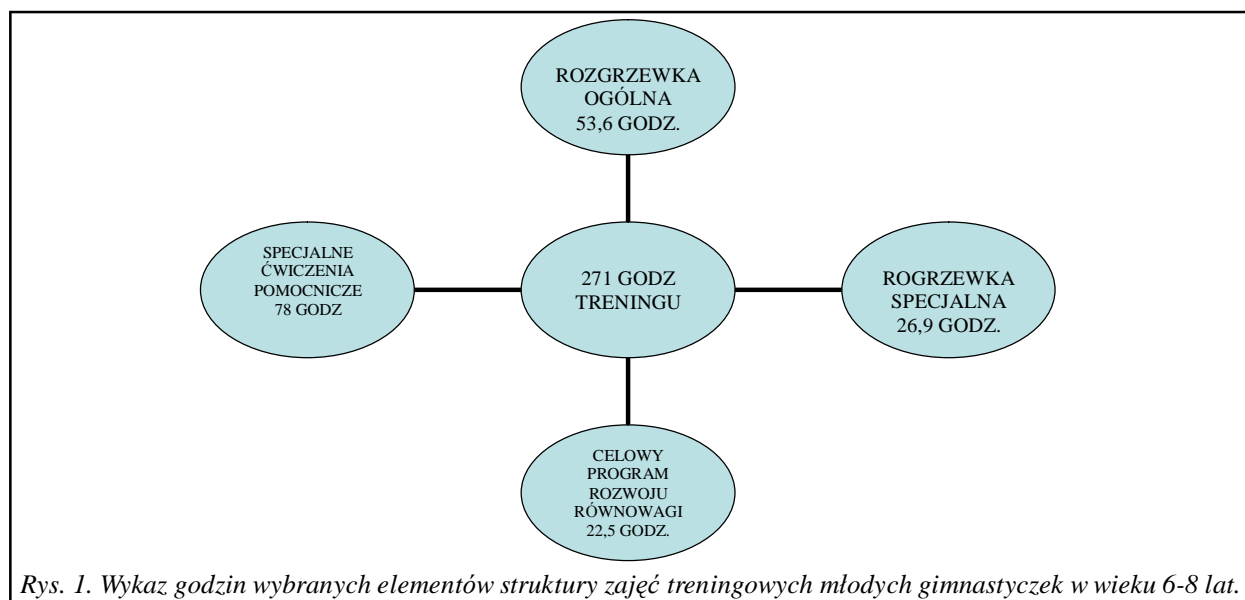 ROZGRZEWKA
OGÓLNA
53,6 GODZ.
SPECJALNE
ĆWICZENIA
POMOCNICZE
78 GODZ
271 GODZ
TRENINGU
ROGRZEWKA
SPECJALNA
26,9 GODZ.
CELOWY
PROGRAM
ROZWOJU
RÓWNOWAGI
22,5 GODZ.
Rys. 1. Wykaz godzin wybranych elementów struktury zajęć treningowych młodych gimnastyczek w wieku 6-8 lat.